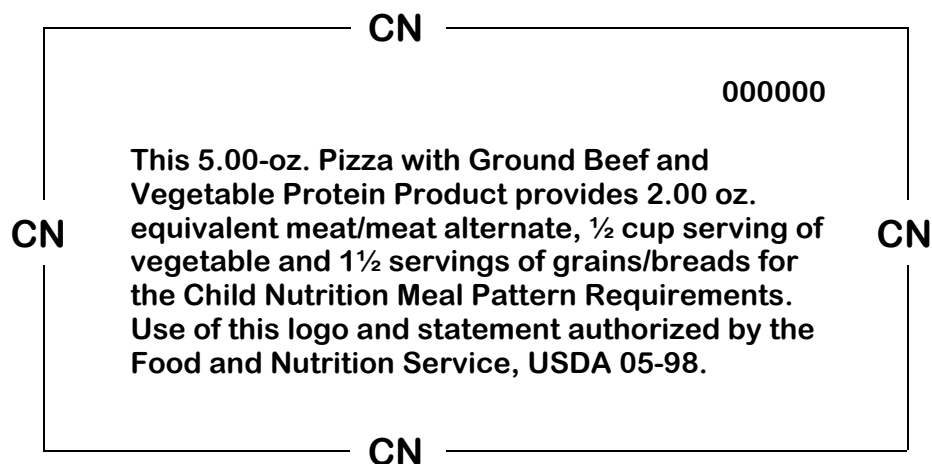 CN
000000
This 5.00-oz. Pizza with Ground Beef and
Vegetable Protein Product provides 2.00 oz.
CN
equivalent meat/meat alternate, ½ cup serving of
CN
vegetable and 1½ servings of grains/breads for
the Child Nutrition Meal Pattern Requirements.
Use of this logo and statement authorized by the
Food and Nutrition Service, USDA 05-98.
CN